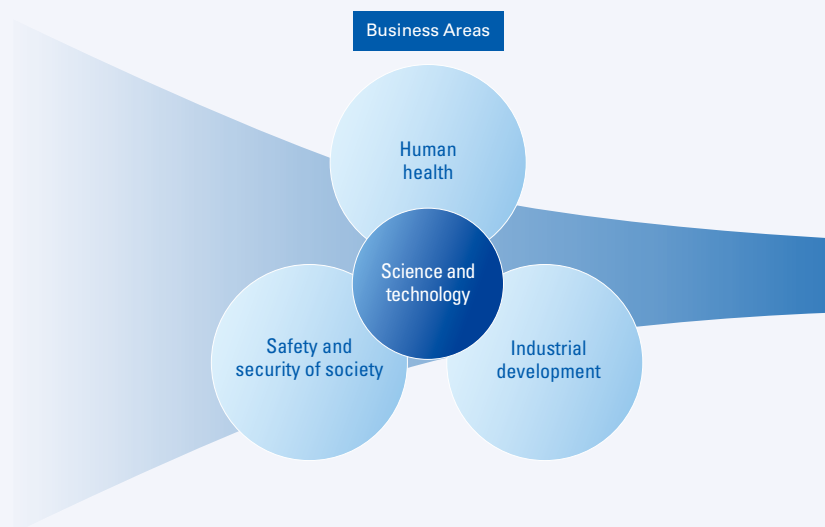 Business Areas
Human
health
Science and
technology
Safety and
security of society
Industrial
development